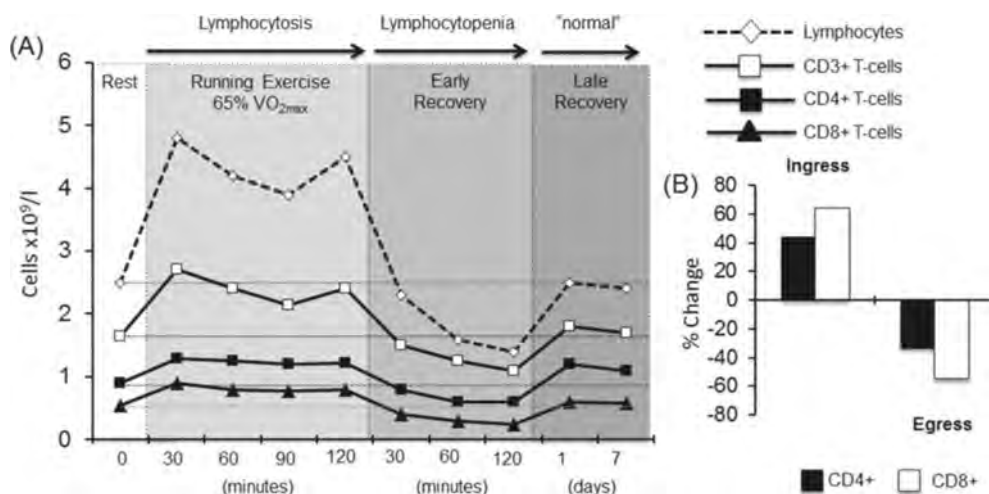 (A)
Lymphocytosis Lymphocytopenia "normal"
Rest
Running Exercise
65% VO2max
Early
Recovery
Late
Recovery
Cells x10⁹/l
6
5
4
3
2
1
0
0 30 60 90 120 30 60 120 1 7
(minutes) (minutes) (days)
Lymphocytes
CD3+ T-cells
CD4+ T-cells
CD8+ T-cells
(B)
Ingress
% Change
80
60
40
20
0
-20
-40
-60
-80
Egress
CD4+ CD8+